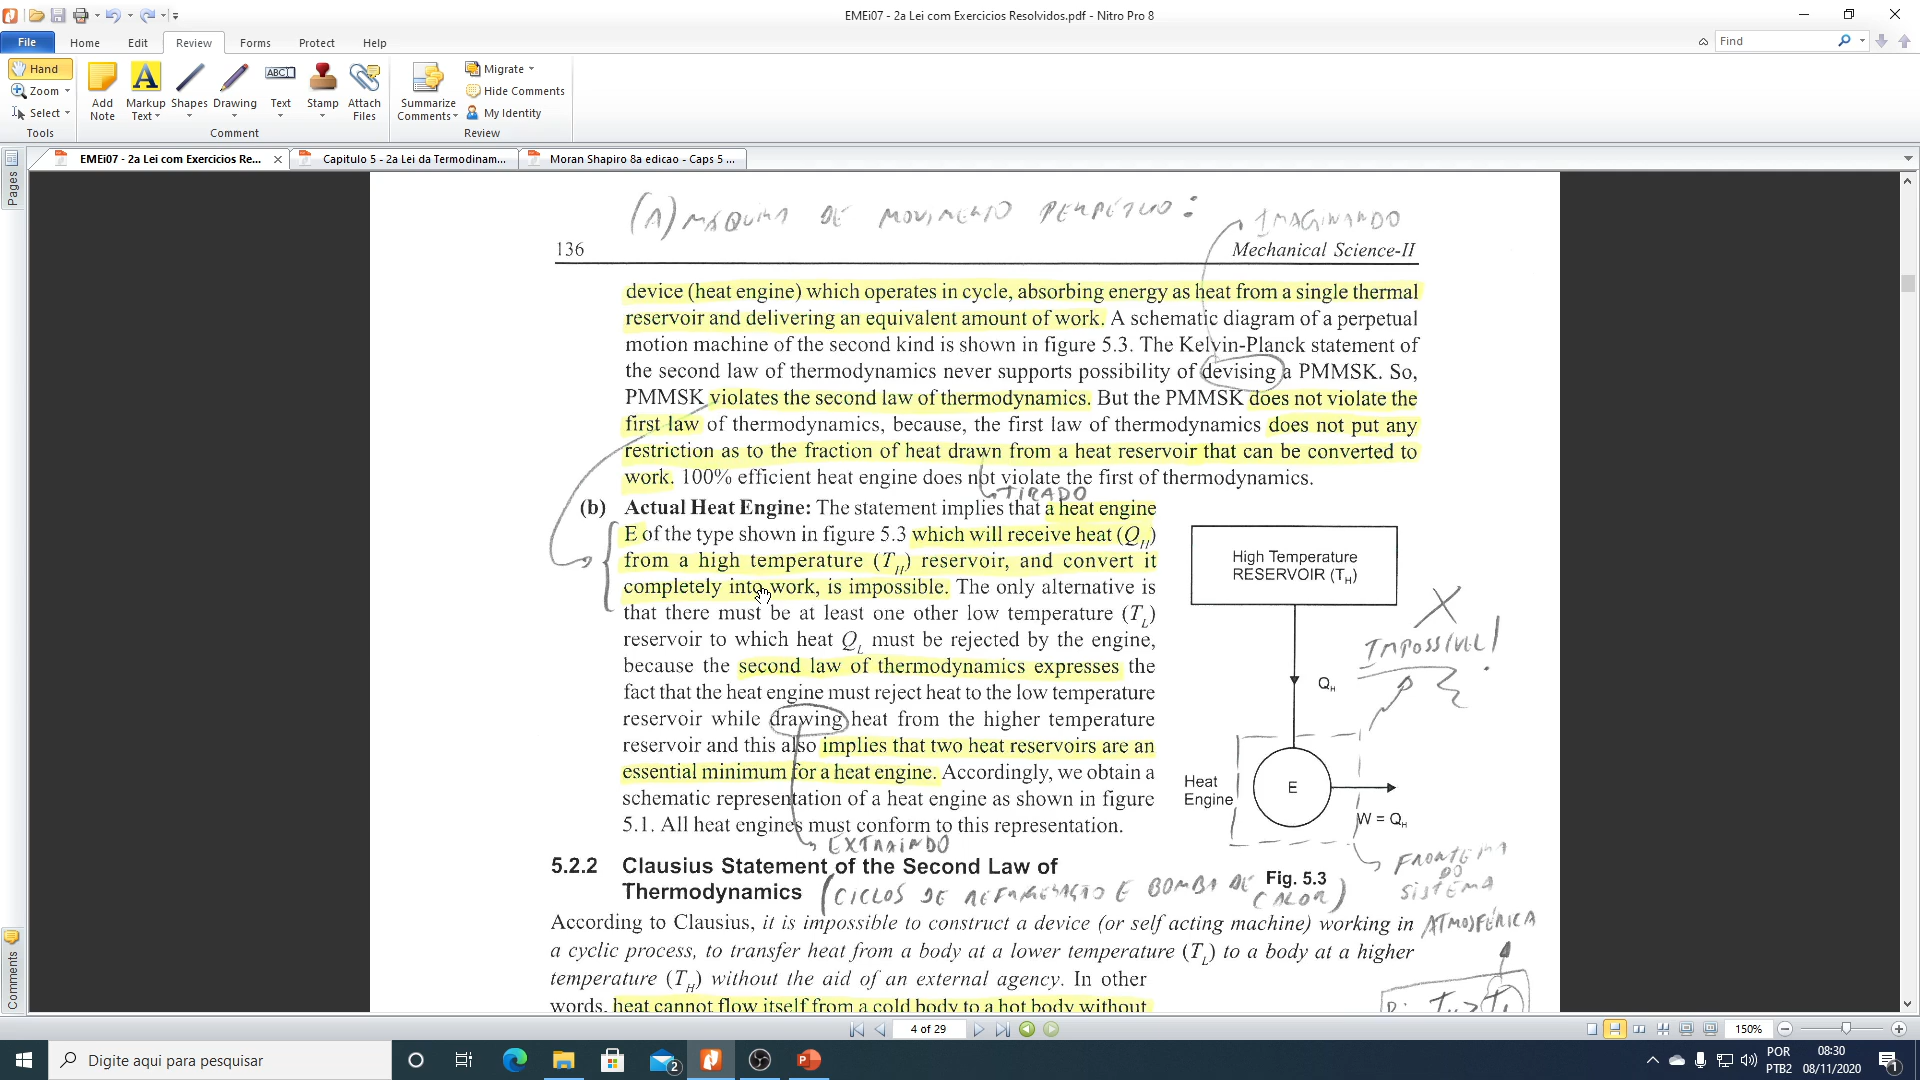 EMEi07 - 2a Lei com Exercicios Resolvidos.pdf - Nitro Pro 8
File Home Edit Review Forms Protect Help
Find
Hand
Zoom
Select
Tools
Add Note
Markup Text
Shapes
Drawing
Text
Stamp
Attach Files
Comment
Summarize Comments
Migrate
Hide Comments
My Identity
Review
EMEi07 - 2a Lei com Exercicios Re...
Capitulo 5 - 2a Lei da Termodinam...
Moran Shapiro 8a edicao - Caps 5 ...
Pages
Comments
(A) MÁQUINA DE MOVIMENTO PERPÉTUO:
IMAGINANDO
136 Mechanical Science-II
device (heat engine) which operates in cycle, absorbing energy as heat from a single thermal
reservoir and delivering an equivalent amount of work. A schematic diagram of a perpetual
motion machine of the second kind is shown in figure 5.3. The Kelvin-Planck statement of
the second law of thermodynamics never supports possibility of devising a PMMSK. So,
PMMSK violates the second law of thermodynamics. But the PMMSK does not violate the
first law of thermodynamics, because, the first law of thermodynamics does not put any
restriction as to the fraction of heat drawn from a heat reservoir that can be converted to
work. 100% efficient heat engine does not violate the first of thermodynamics.
TIRADO
(b) Actual Heat Engine: The statement implies that a heat engine
E of the type shown in figure 5.3 which will receive heat (QH)
from a high temperature (TH) reservoir, and convert it
completely into work, is impossible. The only alternative is
that there must be at least one other low temperature (TL)
reservoir to which heat QL must be rejected by the engine,
because the second law of thermodynamics expresses the
fact that the heat engine must reject heat to the low temperature
reservoir while drawing heat from the higher temperature
reservoir and this also implies that two heat reservoirs are an
essential minimum for a heat engine. Accordingly, we obtain a
schematic representation of a heat engine as shown in figure
5.1. All heat engines must conform to this representation.
EXTRAINDO
High Temperature
RESERVOIR (TH)
X
IMPOSSÍVEL!
QH
Heat
Engine
E
W = QH
FRONTEIRA
DO
SISTEMA
Fig. 5.3
5.2.2 Clausius Statement of the Second Law of
Thermodynamics
(CICLOS DE REFRIGERAÇÃO E BOMBA DE
CALOR)
According to Clausius, it is impossible to construct a device (or self acting machine) working in
ATMOSFÉRICA
a cyclic process, to transfer heat from a body at a lower temperature (TL) to a body at a higher
temperature (TH) without the aid of an external agency. In other
words, heat cannot flow itself from a cold body to a hot body without
4 of 29
150%
Digite aqui para pesquisar
2
POR
PTB2
08:30
08/11/2020
1